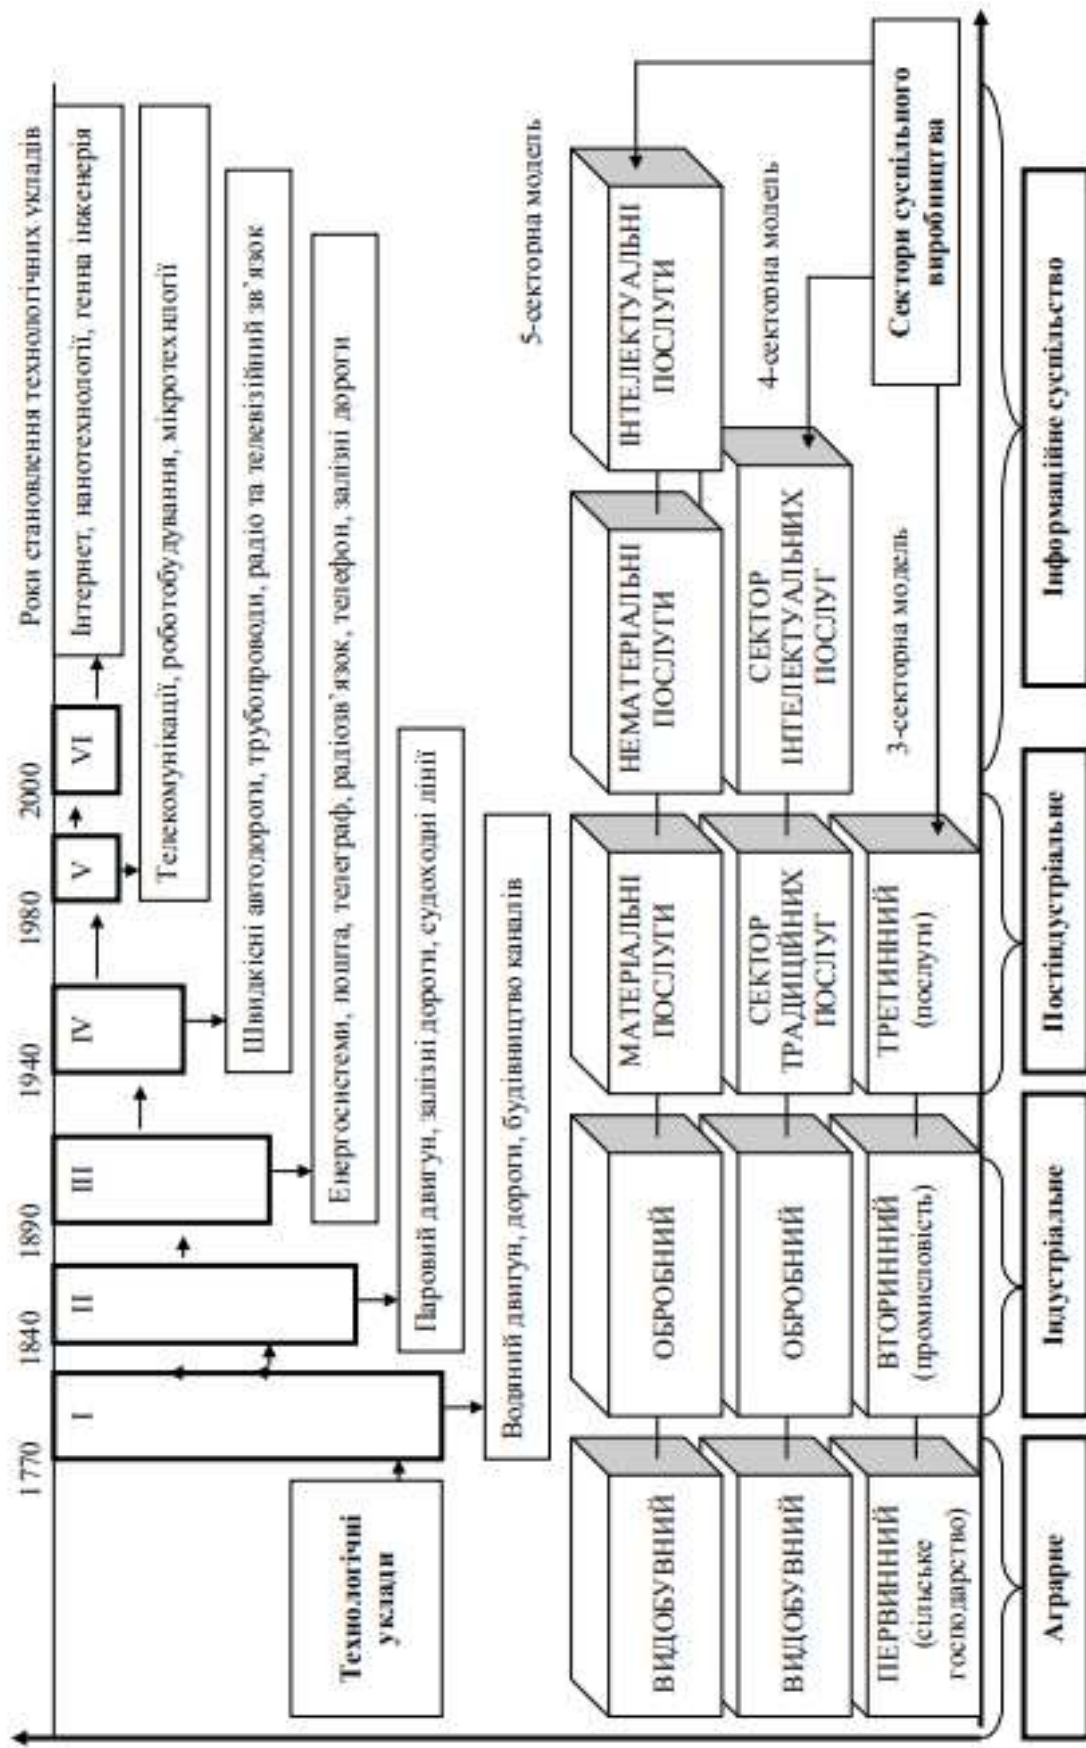 Роки становлення технологічних укладів
1770
1840
1890
1940
1980
2000
I
II
III
IV
V
VI
Інтернет, нанотехнології, генна інженерія
Телекомунікації, роботобудування, мікротехнлогії
Швидкісні автодороги, трубопроводи, радіо та телевізійний зв`язок
Енергосистеми, пошта, телеграф, радіозв`язок, телефон, залізні дороги
Паровий двигун, залізні дороги, судоходні лінії
Водяний двигун, дороги, будівництво каналів
Технологічні
уклади
5-секторна модель
ВИДОБУВНИЙ
ОБРОБНИЙ
МАТЕРІАЛЬНІ
ПОСЛУГИ
НЕМАТЕРІАЛЬНІ
ПОСЛУГИ
ІНТЕЛЕКТУАЛЬНІ
ПОСЛУГИ
4-секторна модель
ВИДОБУВНИЙ
ОБРОБНИЙ
СЕКТОР
ТРАДИЦІЙНИХ
ПОСЛУГ
СЕКТОР
ІНТЕЛЕКТУАЛЬНИХ
ПОСЛУГ
3-секторна модель
ПЕРВИННИЙ
(сільське
господарство)
ВТОРИННИЙ
(промисловість)
ТРЕТИННИЙ
(послуги)
Сектори суспільного
виробництва
Аграрне
Індустріальне
Постіндустріальне
Інформаційне суспільство